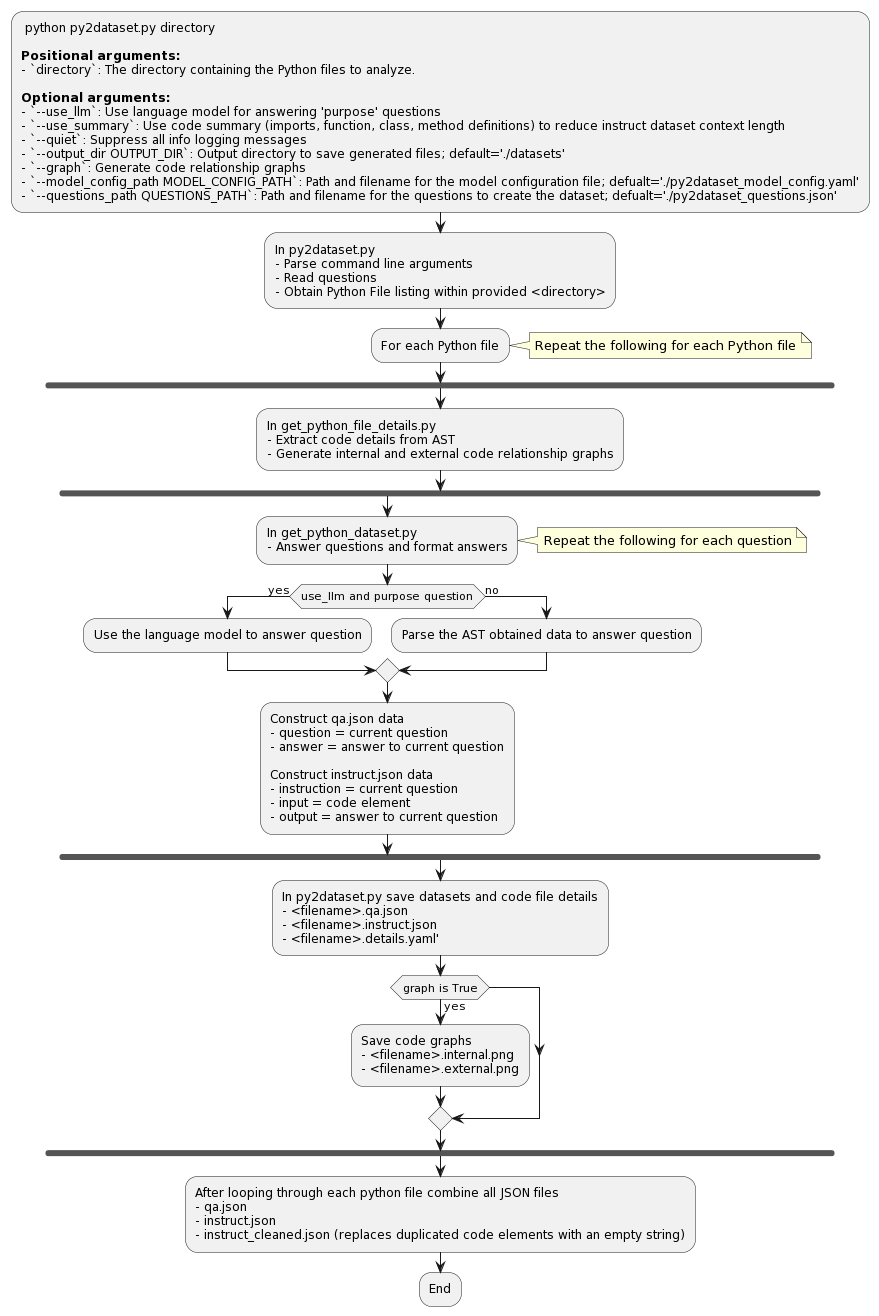 python py2dataset.py directory
Positional arguments:
- `directory`: The directory containing the Python files to analyze.
Optional arguments:
- `--use_llm`: Use language model for answering 'purpose' questions
- `--use_summary`: Use code summary (imports, function, class, method definitions) to reduce instruct dataset context length
- `--quiet`: Suppress all info logging messages
- `--output_dir OUTPUT_DIR`: Output directory to save generated files; default='./datasets'
- `--graph`: Generate code relationship graphs
- `--model_config_path MODEL_CONFIG_PATH`: Path and filename for the model configuration file; defualt='./py2dataset_model_config.yaml'
- `--questions_path QUESTIONS_PATH`: Path and filename for the questions to create the dataset; defualt='./py2dataset_questions.json'
In py2dataset.py
- Parse command line arguments
- Read questions
- Obtain Python File listing within provided <directory>
For each Python file
Repeat the following for each Python file
In get_python_file_details.py
- Extract code details from AST
- Generate internal and external code relationship graphs
In get_python_dataset.py
- Answer questions and format answers
Repeat the following for each question
yes
use_llm and purpose question
no
Use the language model to answer question
Parse the AST obtained data to answer question
Construct qa.json data
- question = current question
- answer = answer to current question
Construct instruct.json data
- instruction = current question
- input = code element
- output = answer to current question
In py2dataset.py save datasets and code file details
- <filename>.qa.json
- <filename>.instruct.json
- <filename>.details.yaml'
graph is True
yes
Save code graphs
- <filename>.internal.png
- <filename>.external.png
After looping through each python file combine all JSON files
- qa.json
- instruct.json
- instruct_cleaned.json (replaces duplicated code elements with an empty string)
End